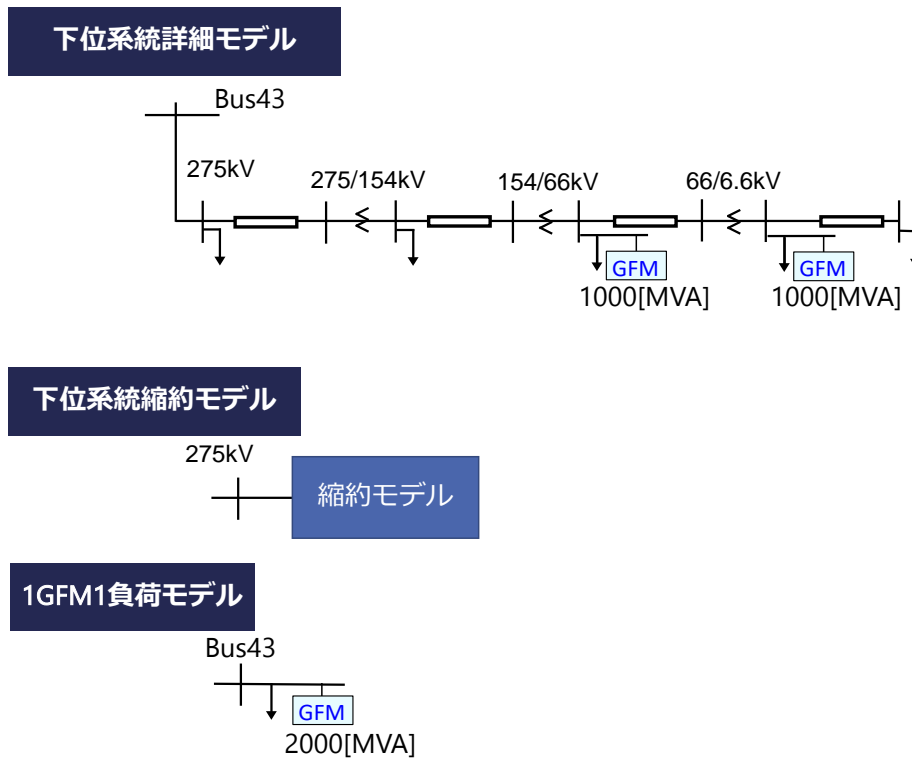 下位系統詳細モデル
Bus43
275kV
275/154kV
154/66kV
66/6.6kV
GFM
GFM
1000[MVA]
1000[MVA]
下位系統縮約モデル
275kV
縮約モデル
1GFM1負荷モデル
Bus43
GFM
2000[MVA]